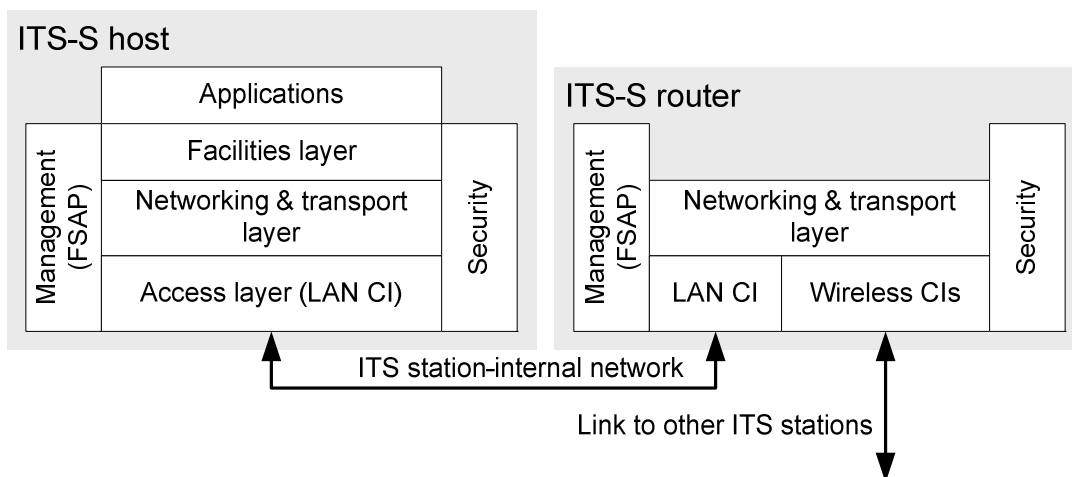 ITS-S host
Applications
Management
(FSAP)
Facilities layer
Networking & transport
layer
Access layer (LAN CI)
Security
ITS-S router
Management
(FSAP)
Networking & transport
layer
LAN CI
Wireless CIs
Security
ITS station-internal network
Link to other ITS stations